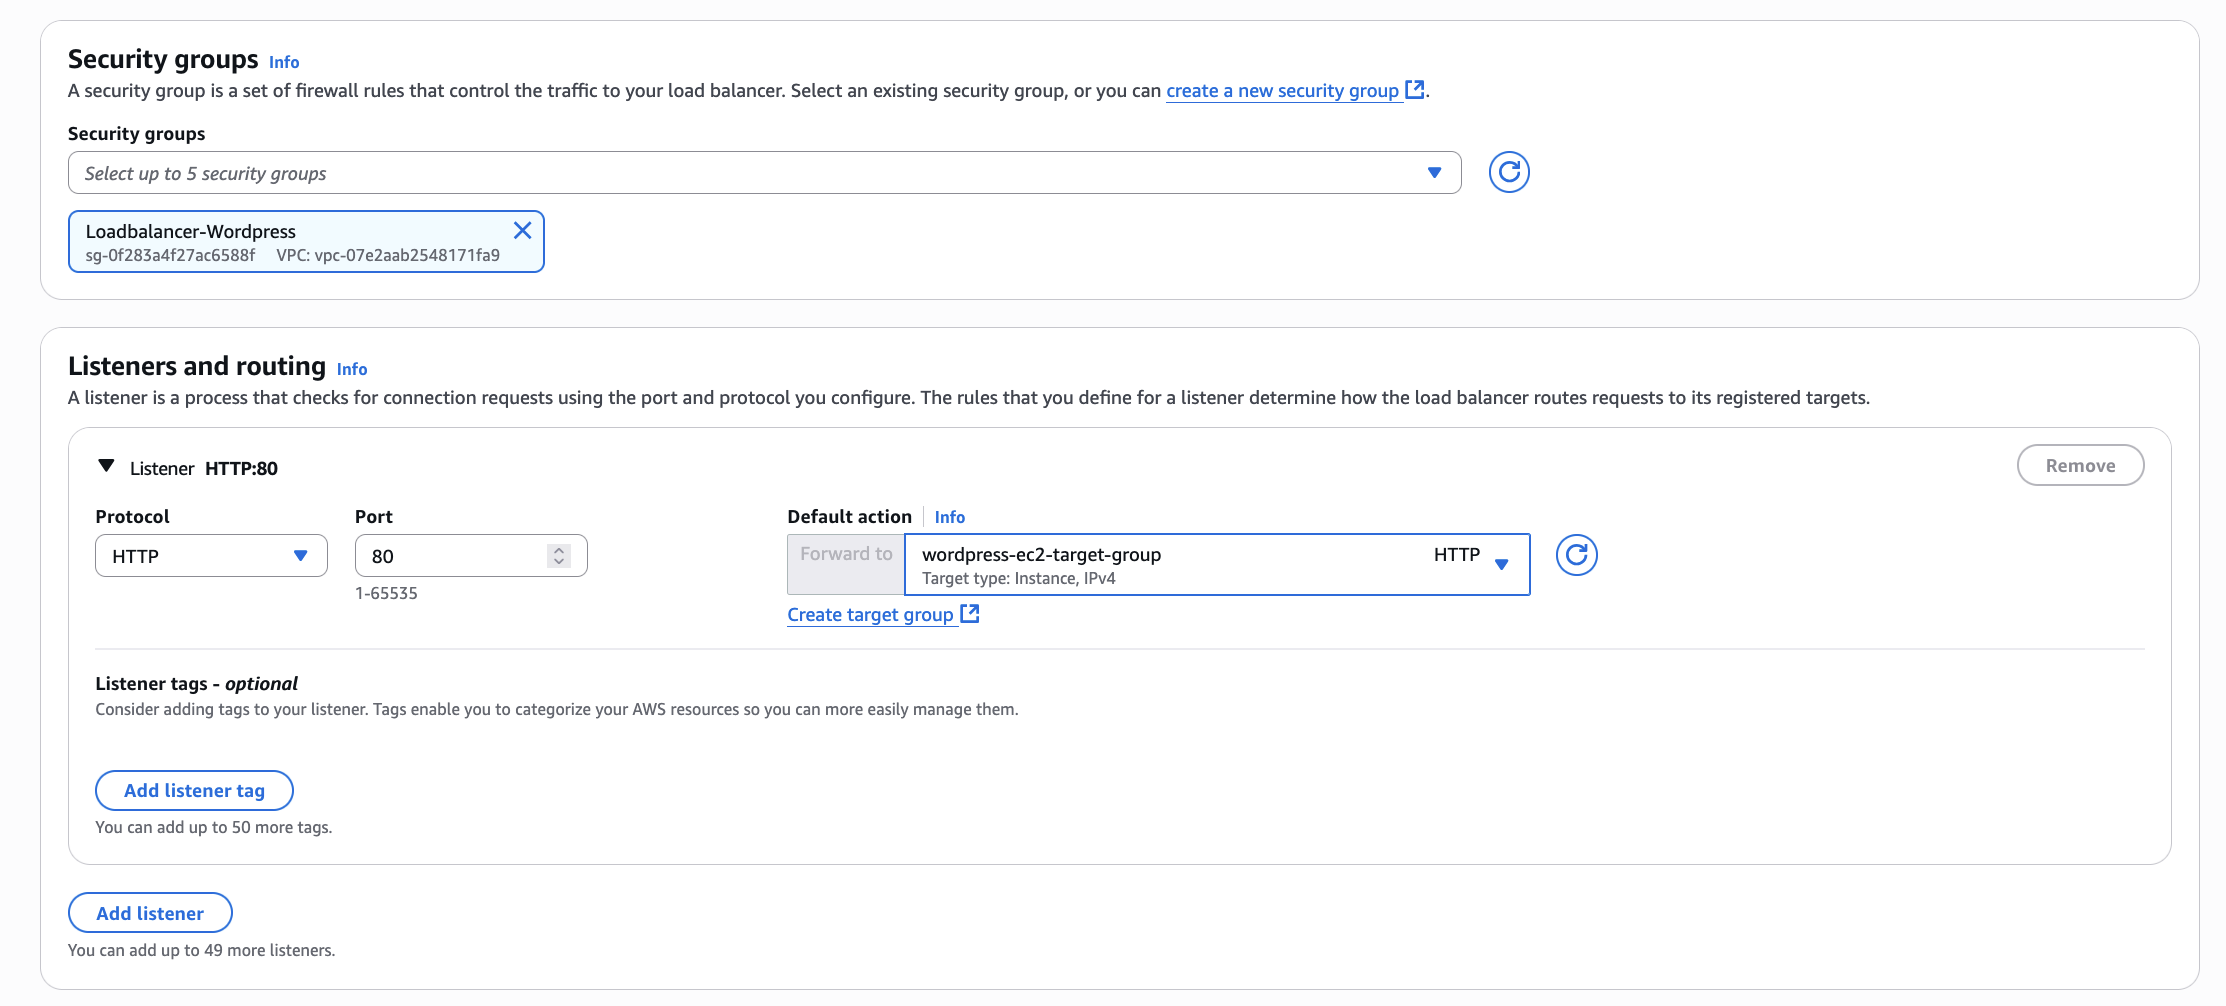 Security groups Info
A security group is a set of firewall rules that control the traffic to your load balancer. Select an existing security group, or you can create a new security group.
Security groups
Select up to 5 security groups
Loadbalancer-Wordpress
sg-0f283a4f27ac6588f VPC: vpc-07e2aab2548171fa9
Listeners and routing Info
A listener is a process that checks for connection requests using the port and protocol you configure. The rules that you define for a listener determine how the load balancer routes requests to its registered targets.
Listener HTTP:80
Remove
Protocol
Port
Default action Info
HTTP
80
Forward to
wordpress-ec2-target-group
HTTP
Target type: Instance, IPv4
1-65535
Create target group
Listener tags - optional
Consider adding tags to your listener. Tags enable you to categorize your AWS resources so you can more easily manage them.
Add listener tag
You can add up to 50 more tags.
Add listener
You can add up to 49 more listeners.